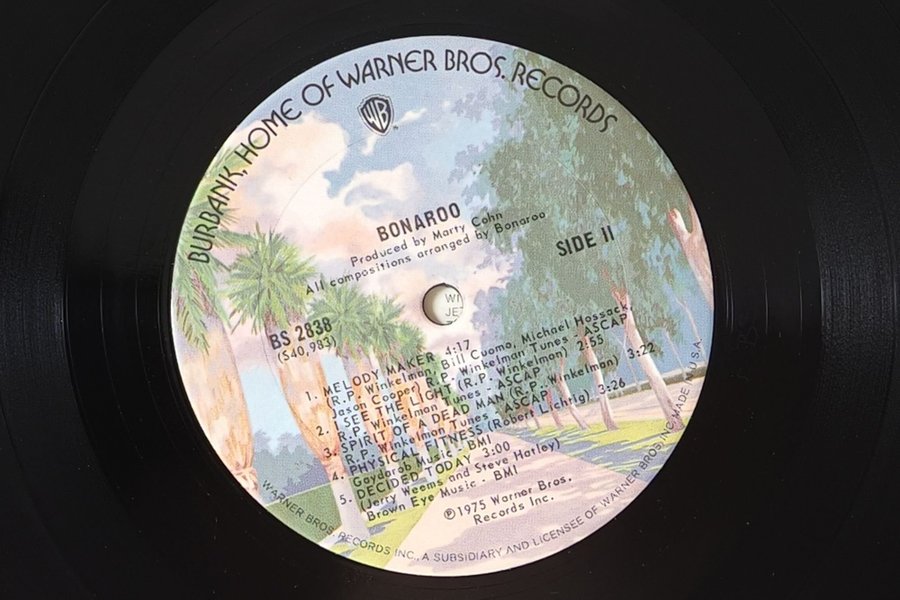 BURBANK, HOME OF WARNER BROS. RECORDS
WB
BONAROO
Produced by Marty Cohn
All compositions arranged by Bonaroo
SIDE II
BS 2838
(S40,983)
1. MELODY MAKER 4:17
(R.P. Winkelman, Bill Cuomo, Michael Hossack,
Jason Cooper) R.P. Winkelman Tunes - ASCAP
2. I SEE THE LIGHT (R.P. Winkelman) 2:55
R.P. Winkelman Tunes - ASCAP
3. SPIRIT OF A DEAD MAN (R.P. Winkelman) 3:22
R.P. Winkelman Tunes - ASCAP
4. PHYSICAL FITNESS (Robert Lichtig) 3:26
Gaydorob Music - BMI
5. DECIDED TODAY 3:00
(Jerry Weems and Steve Hatley)
Brown Eye Music - BMI
℗1975 Warner Bros.
Records Inc.
WARNER BROS. RECORDS INC., A SUBSIDIARY AND LICENSEE OF WARNER BROS. INC. MADE IN U.S.A.